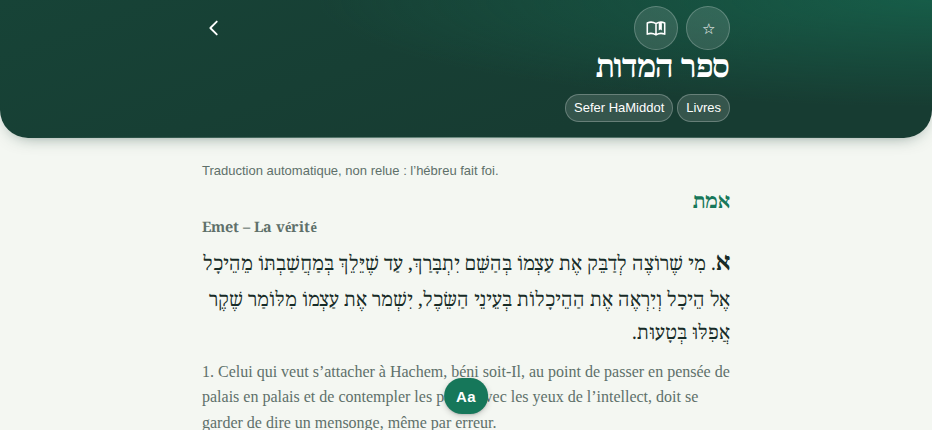 ☆
ספר המדות
Sefer HaMiddot Livres
Traduction automatique, non relue : l’hébreu fait foi.
אמת
Emet – La vérité
א. מִי שֶׁרוֹצֶה לְדַבֵּק אֶת עַצְמוֹ בְּהַשֵּׁם יִתְבָּרַךְ, עַד שֶׁיֵּלֵךְ בְּמַחֲשַׁבְתּוֹ מֵהֵיכָל
אֶל הֵיכָל וְיִרְאֶה אֶת הַהֵיכָלוֹת בְּעֵינֵי הַשֵּׂכֶל, יִשְׁמֹר אֶת עַצְמוֹ מִלּוֹמַר שֶׁקֶר
אֲפִלּוּ בְּטָעוּת.
1. Celui qui veut s’attacher à Hachem, béni soit-Il, au point de passer en pensée de
palais en palais et de contempler les avec les yeux de l’intellect, doit se
garder de dire un mensonge, même par erreur.
Aa